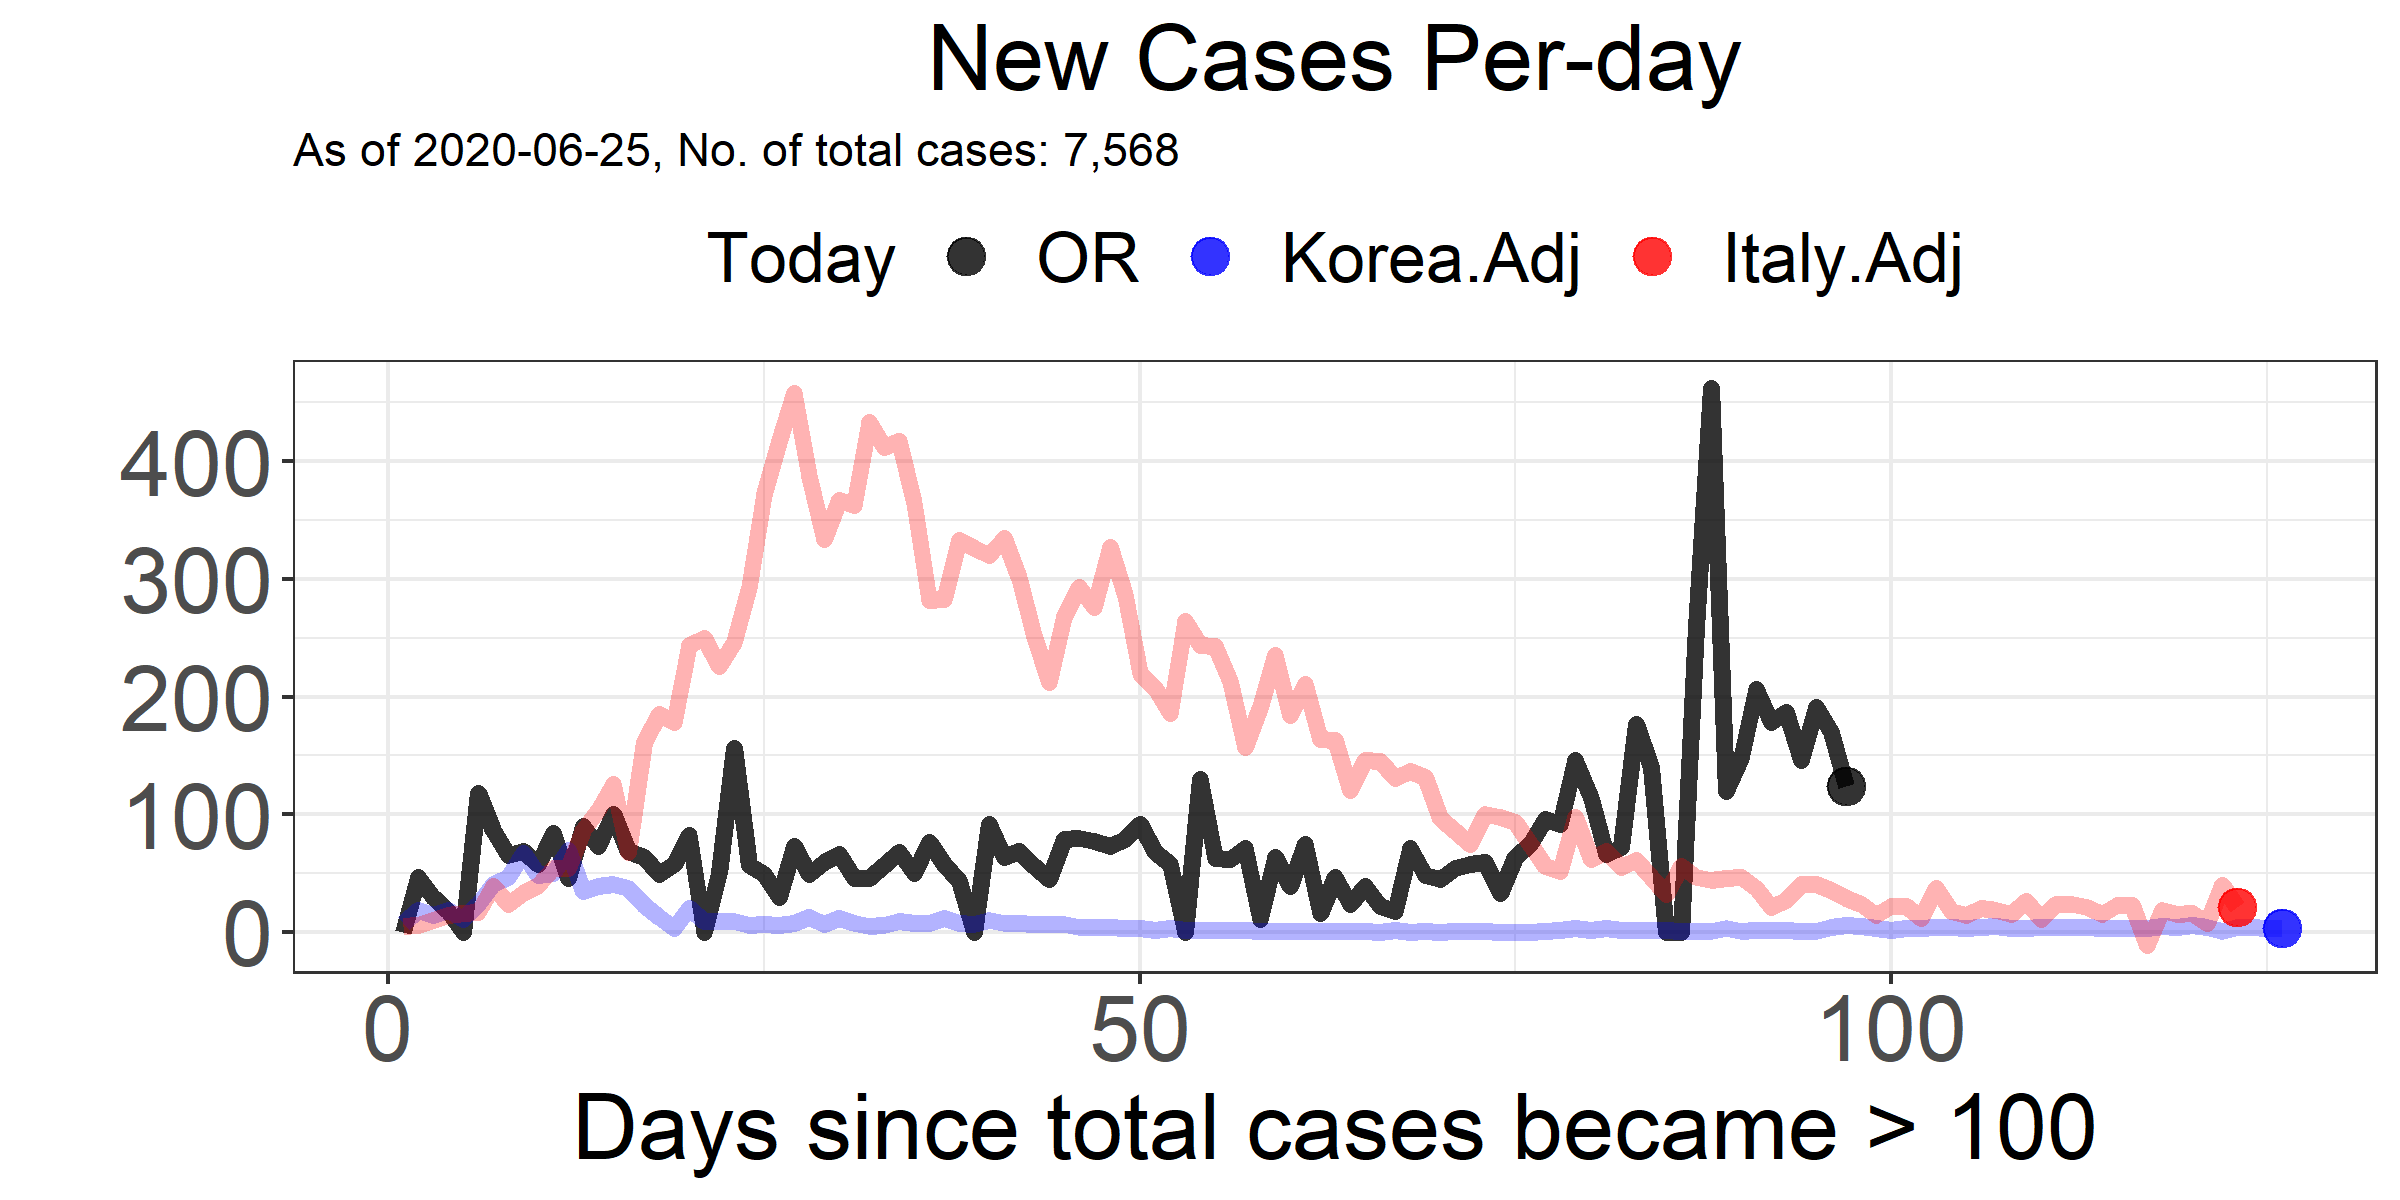 New Cases Per-day
As of 2020-06-25, No. of total cases: 7,568
Today OR Korea.Adj Italy.Adj
400
300
200
100
0
0 50 100
Days since total cases became > 100